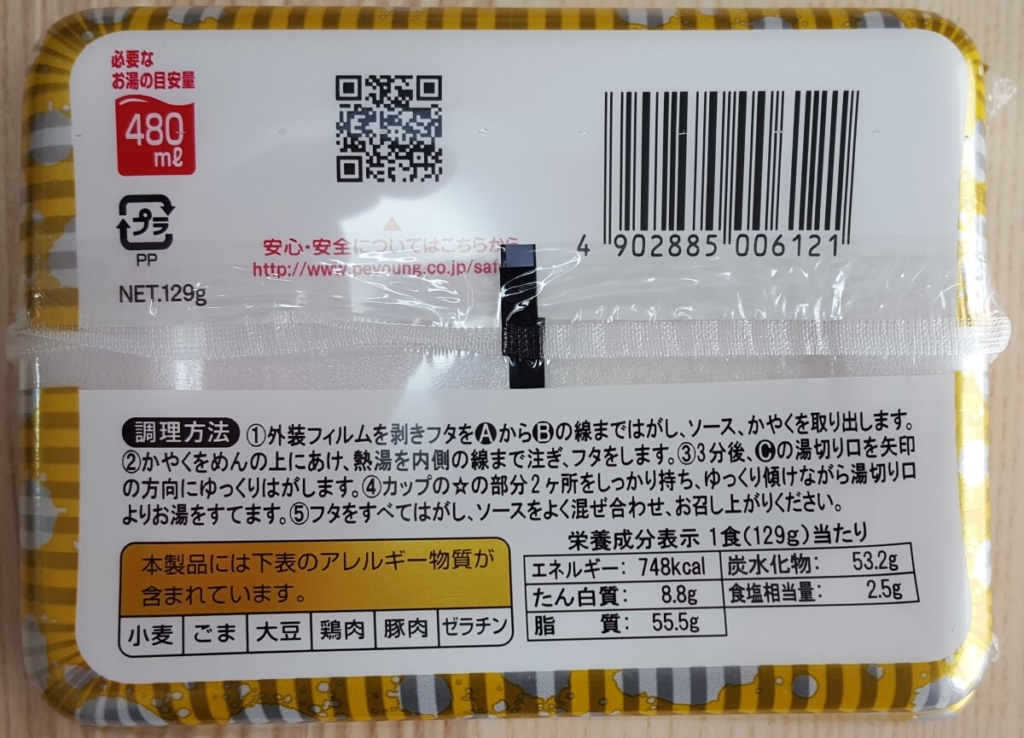 必要な
お湯の目安量
480
mℓ
プラ
PP
NET.129g
安心・安全についてはこちらから
http://www.peyoung.co.jp/saf
4 902885 006121
調理方法 ①外装フィルムを剥きフタをAからBの線まではがし、ソース、かやくを取り出します。
②かやくをめんの上にあけ、熱湯を内側の線まで注ぎ、フタをします。③3分後、Cの湯切り口を矢印
の方向にゆっくりはがします。④カップの☆の部分2ヶ所をしっかり持ち、ゆっくり傾けながら湯切り口
よりお湯をすてます。⑤フタをすべてはがし、ソースをよく混ぜ合わせ、お召し上がりください。
本製品には下表のアレルギー物質が
含まれています。
小麦 ごま 大豆 鶏肉 豚肉 ゼラチン
栄養成分表示 1食(129g)当たり
エネルギー: 748kcal 炭水化物: 53.2g
たん白質: 8.8g 食塩相当量: 2.5g
脂質: 55.5g